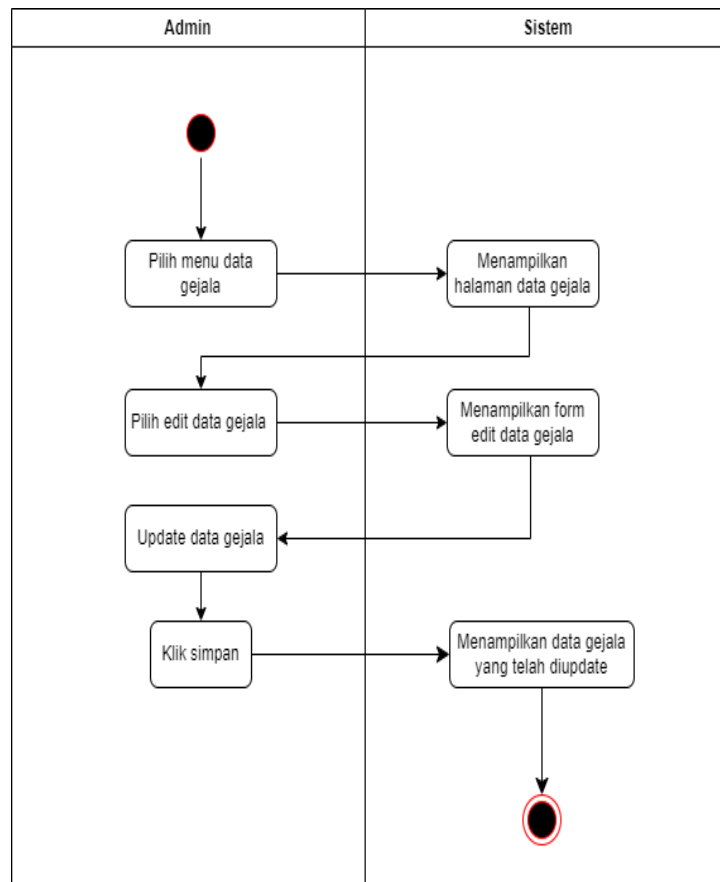 Admin
Sistem
Pilih menu data
gejala
Menampilkan
halaman data gejala
Pilih edit data gejala
Menampilkan form
edit data gejala
Update data gejala
Klik simpan
Menampilkan data gejala
yang telah diupdate